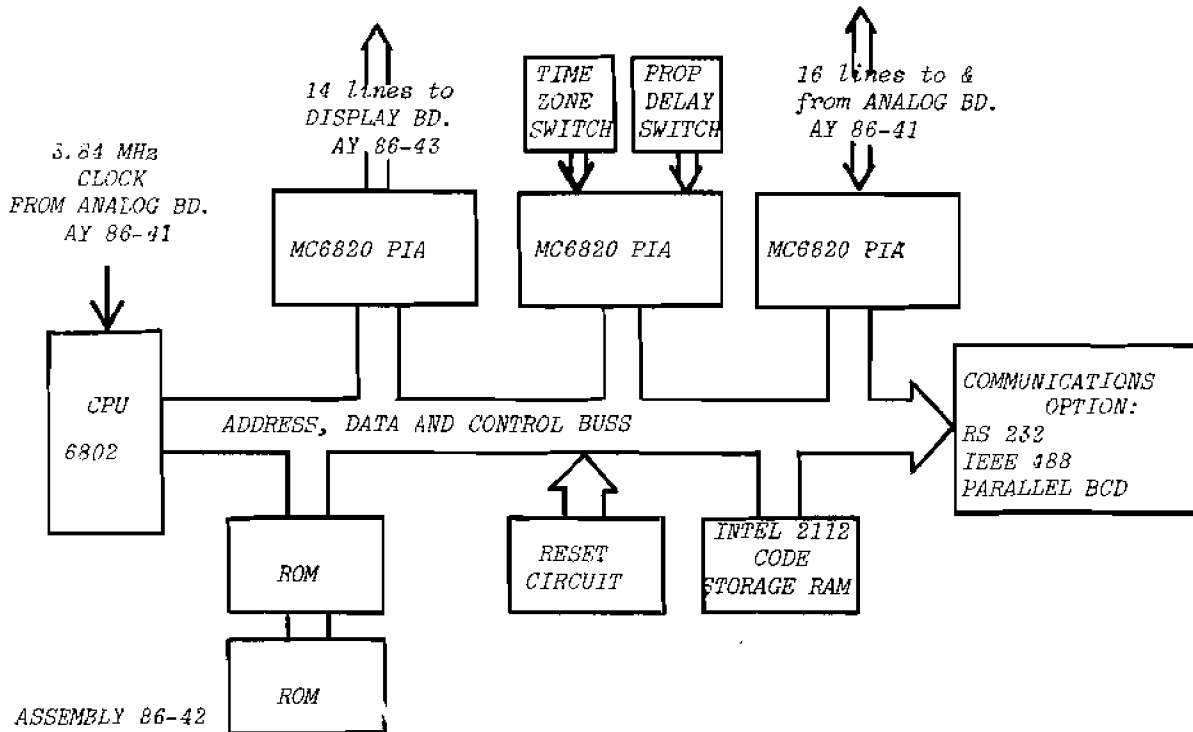 14 lines to
DISPLAY BD.
AY 86-43
TIME
ZONE
SWITCH
PROP
DELAY
SWITCH
16 lines to &
from ANALOG BD.
AY 86-41
3.84 MHz
CLOCK
FROM ANALOG BD.
AY 86-41
MC6820 PIA
MC6820 PIA
MC6820 PIA
CPU
6802
ADDRESS, DATA AND CONTROL BUSS
COMMUNICATIONS
OPTION:
RS 232
IEEE 488
PARALLEL BCD
ROM
RESET
CIRCUIT
INTEL 2112
CODE
STORAGE RAM
ROM
ASSEMBLY 86-42